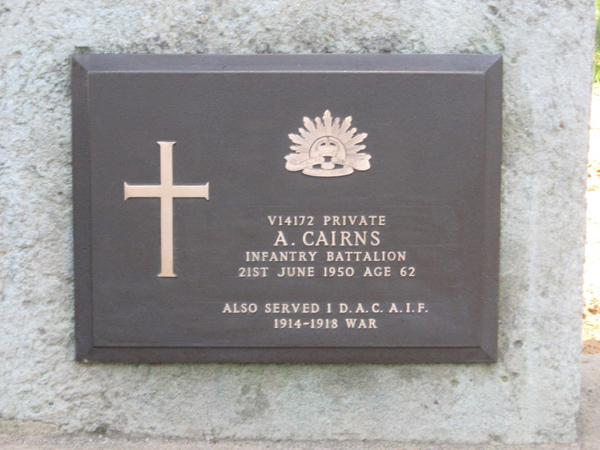 V14172 PRIVATE
A. CAIRNS
INFANTRY BATTALION
21ST JUNE 1950 AGE 62
ALSO SERVED 1 D.A.C. A.I.F.
1914-1918 WAR